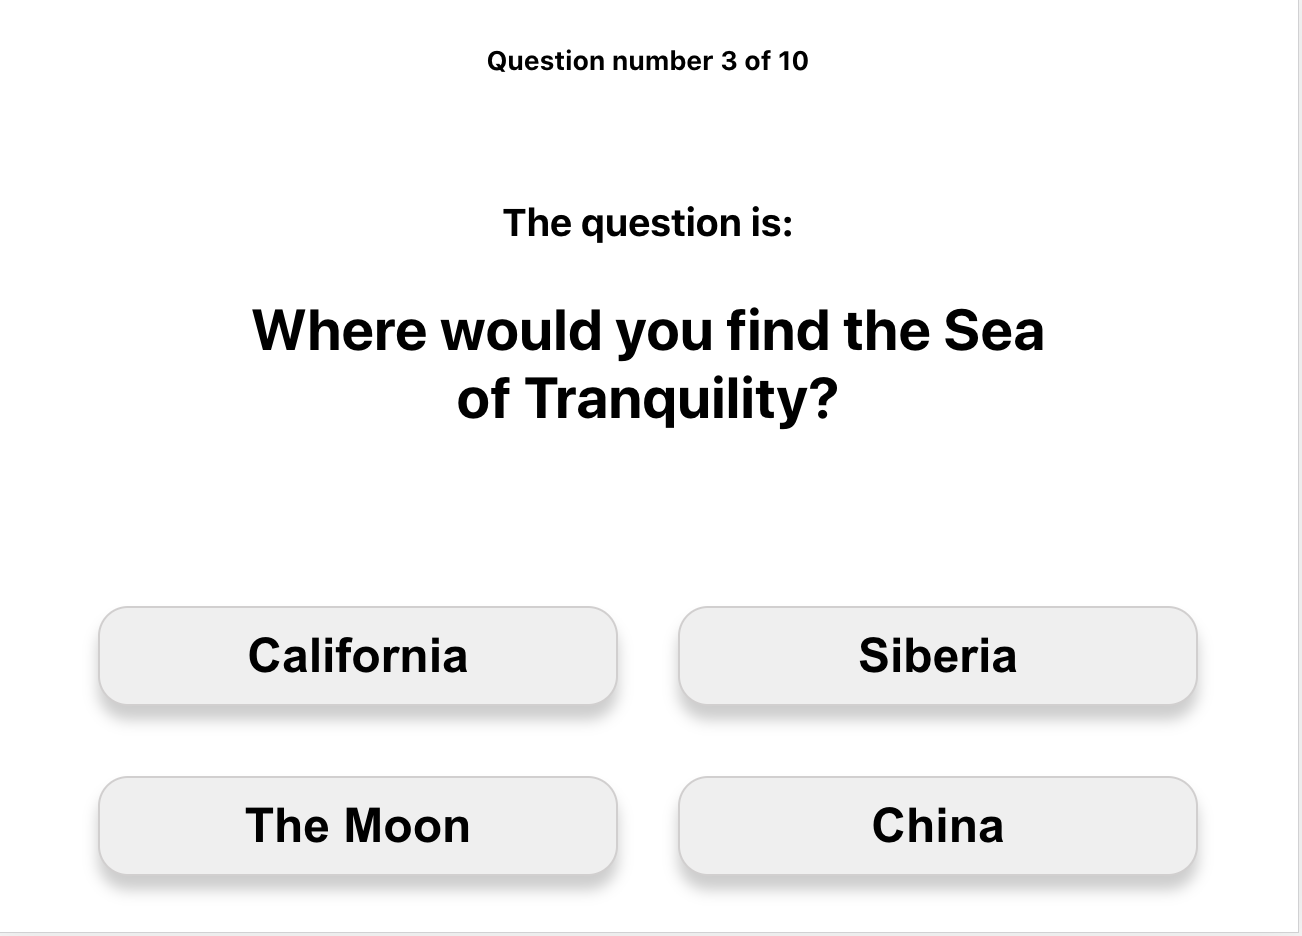 Question number 3 of 10
The question is:
Where would you find the Sea
of Tranquility?
California
Siberia
The Moon
China